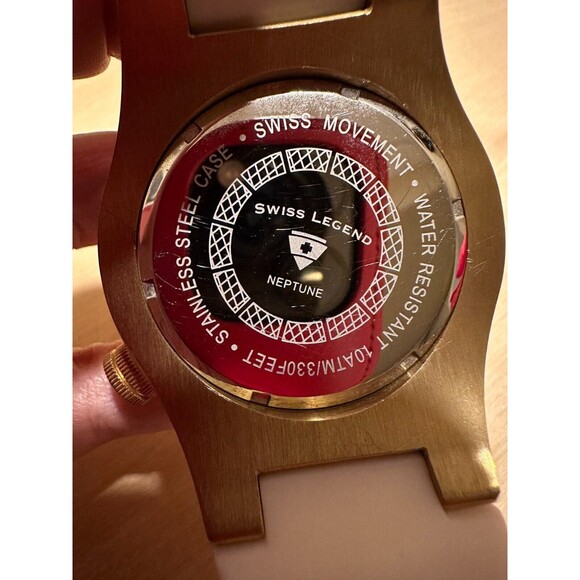 SWISS LEGEND
NEPTUNE
• STAINLESS STEEL CASE • SWISS MOVEMENT • WATER RESISTANT 10ATM/330FEET